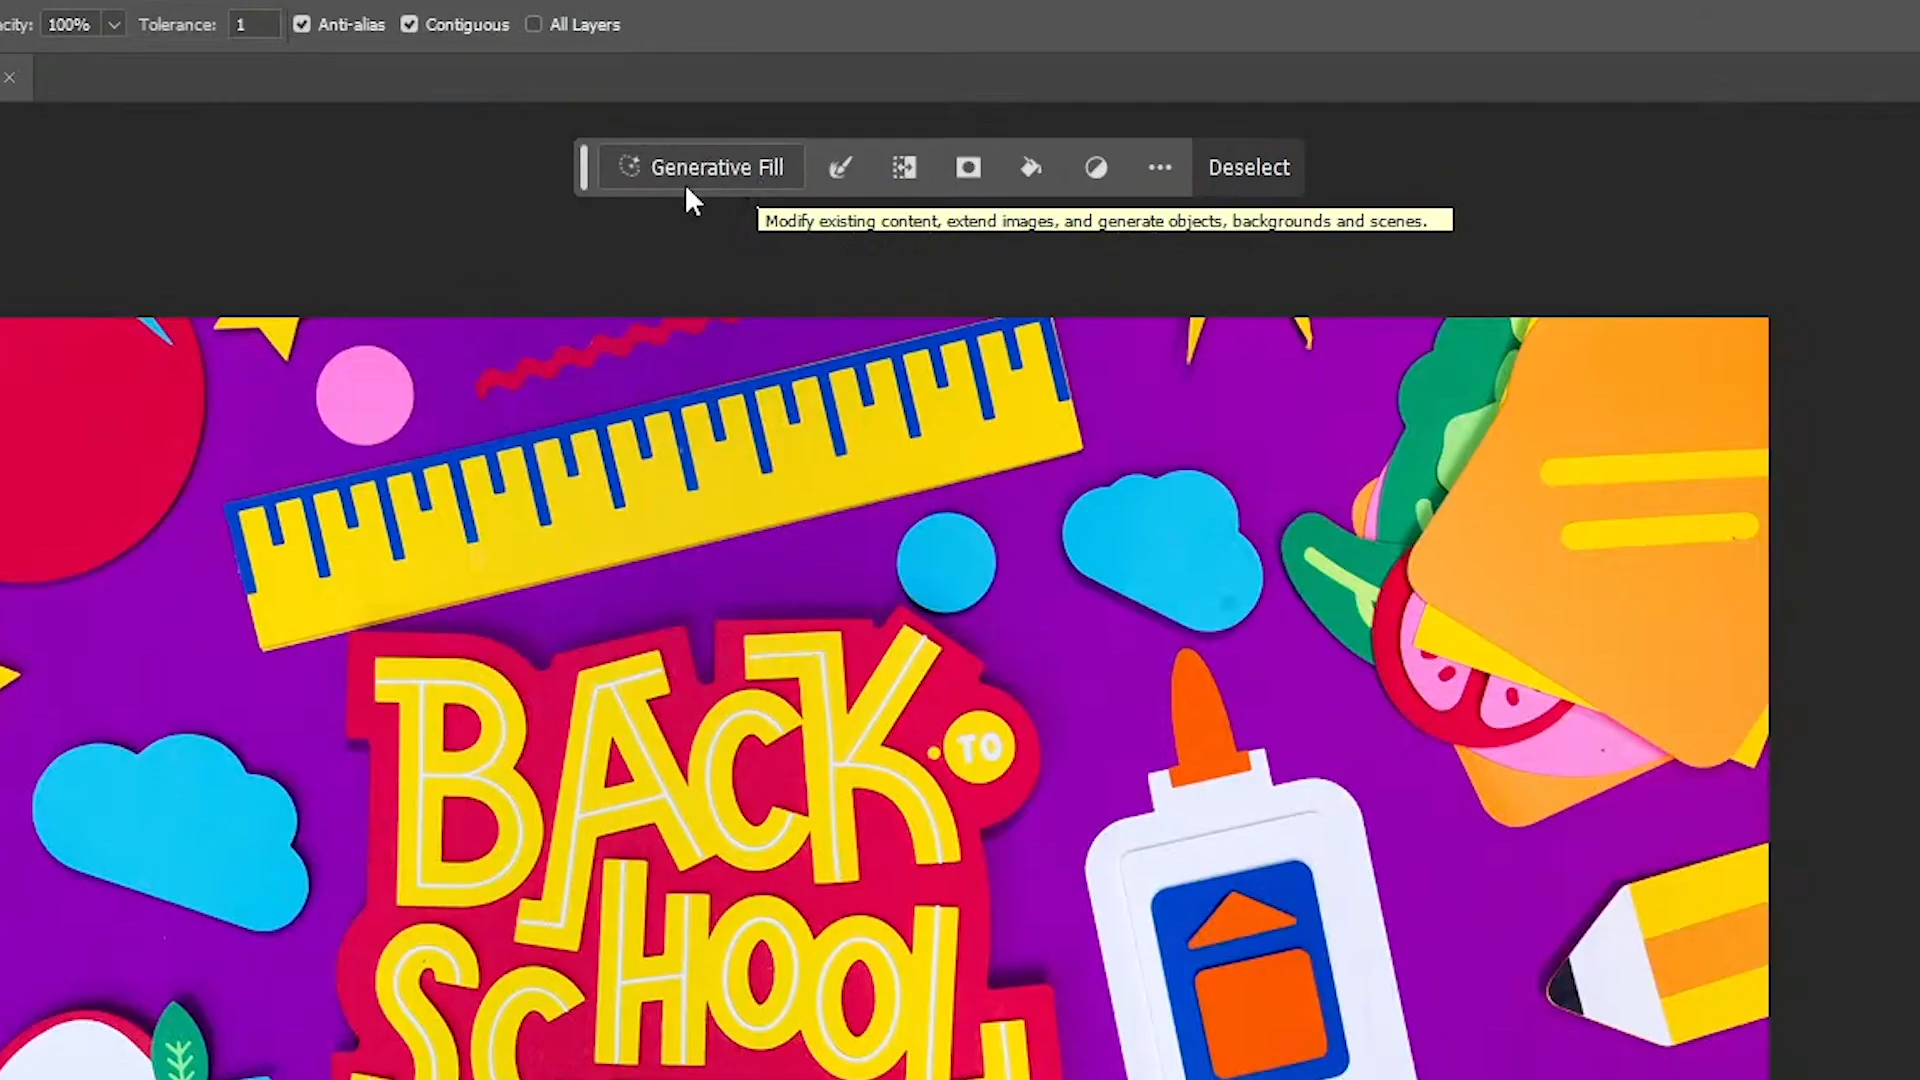 acity: 100% Tolerance: 1 Anti-alias Contiguous All Layers
Generative Fill Deselect
Modify existing content, extend images, and generate objects, backgrounds and scenes.
BACK TO
SCHOOL